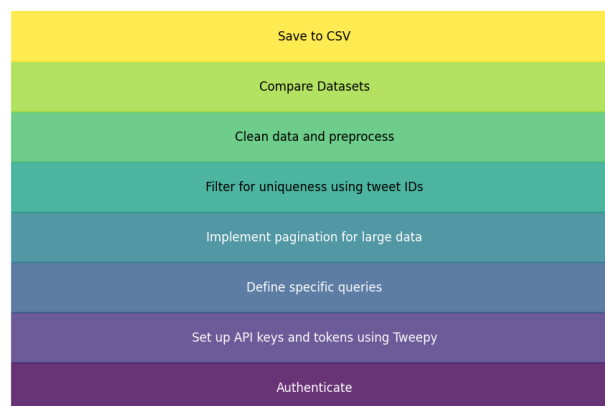 Save to CSV
Compare Datasets
Clean data and preprocess
Filter for uniqueness using tweet IDs
Implement pagination for large data
Define specific queries
Set up API keys and tokens using Tweepy
Authenticate